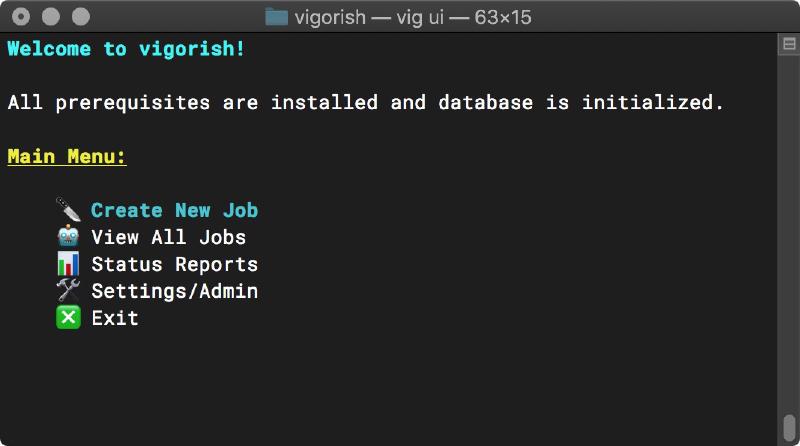 vigorish — vig ui — 63×15
Welcome to vigorish!
All prerequisites are installed and database is initialized.
Main Menu:
Create New Job
View All Jobs
Status Reports
Settings/Admin
Exit